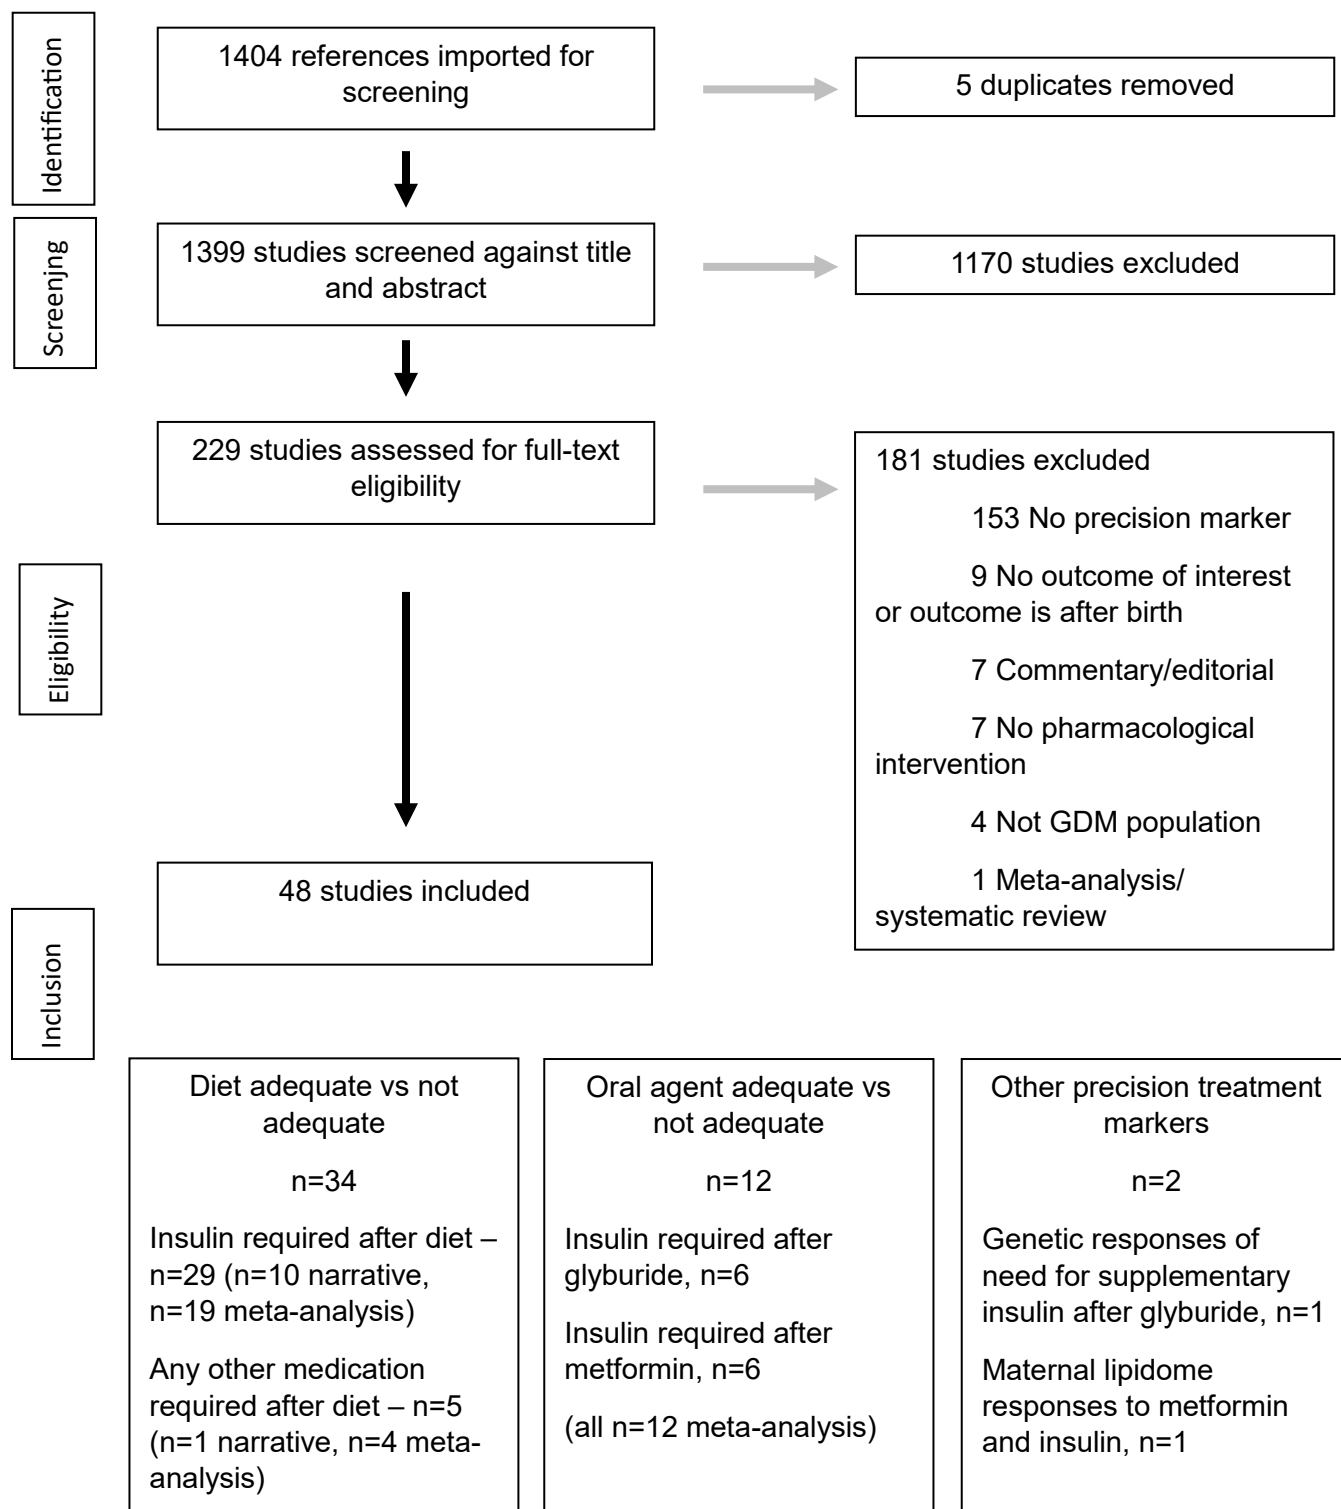 Identification
1404 references imported for
screening
5 duplicates removed
Screening
1399 studies screened against title
and abstract
1170 studies excluded
229 studies assessed for full-text
eligibility
Eligibility
181 studies excluded
153 No precision marker
9 No outcome of interest
or outcome is after birth
7 Commentary/editorial
7 No pharmacological
intervention
4 Not GDM population
1 Meta-analysis/
systematic review
Inclusion
48 studies included
Diet adequate vs not
adequate
n=34
Insulin required after diet –
n=29 (n=10 narrative,
n=19 meta-analysis)
Any other medication
required after diet – n=5
(n=1 narrative, n=4 meta-
analysis)
Oral agent adequate vs
not adequate
n=12
Insulin required after
glyburide, n=6
Insulin required after
metformin, n=6
(all n=12 meta-analysis)
Other precision treatment
markers
n=2
Genetic responses of
need for supplementary
insulin after glyburide, n=1
Maternal lipidome
responses to metformin
and insulin, n=1